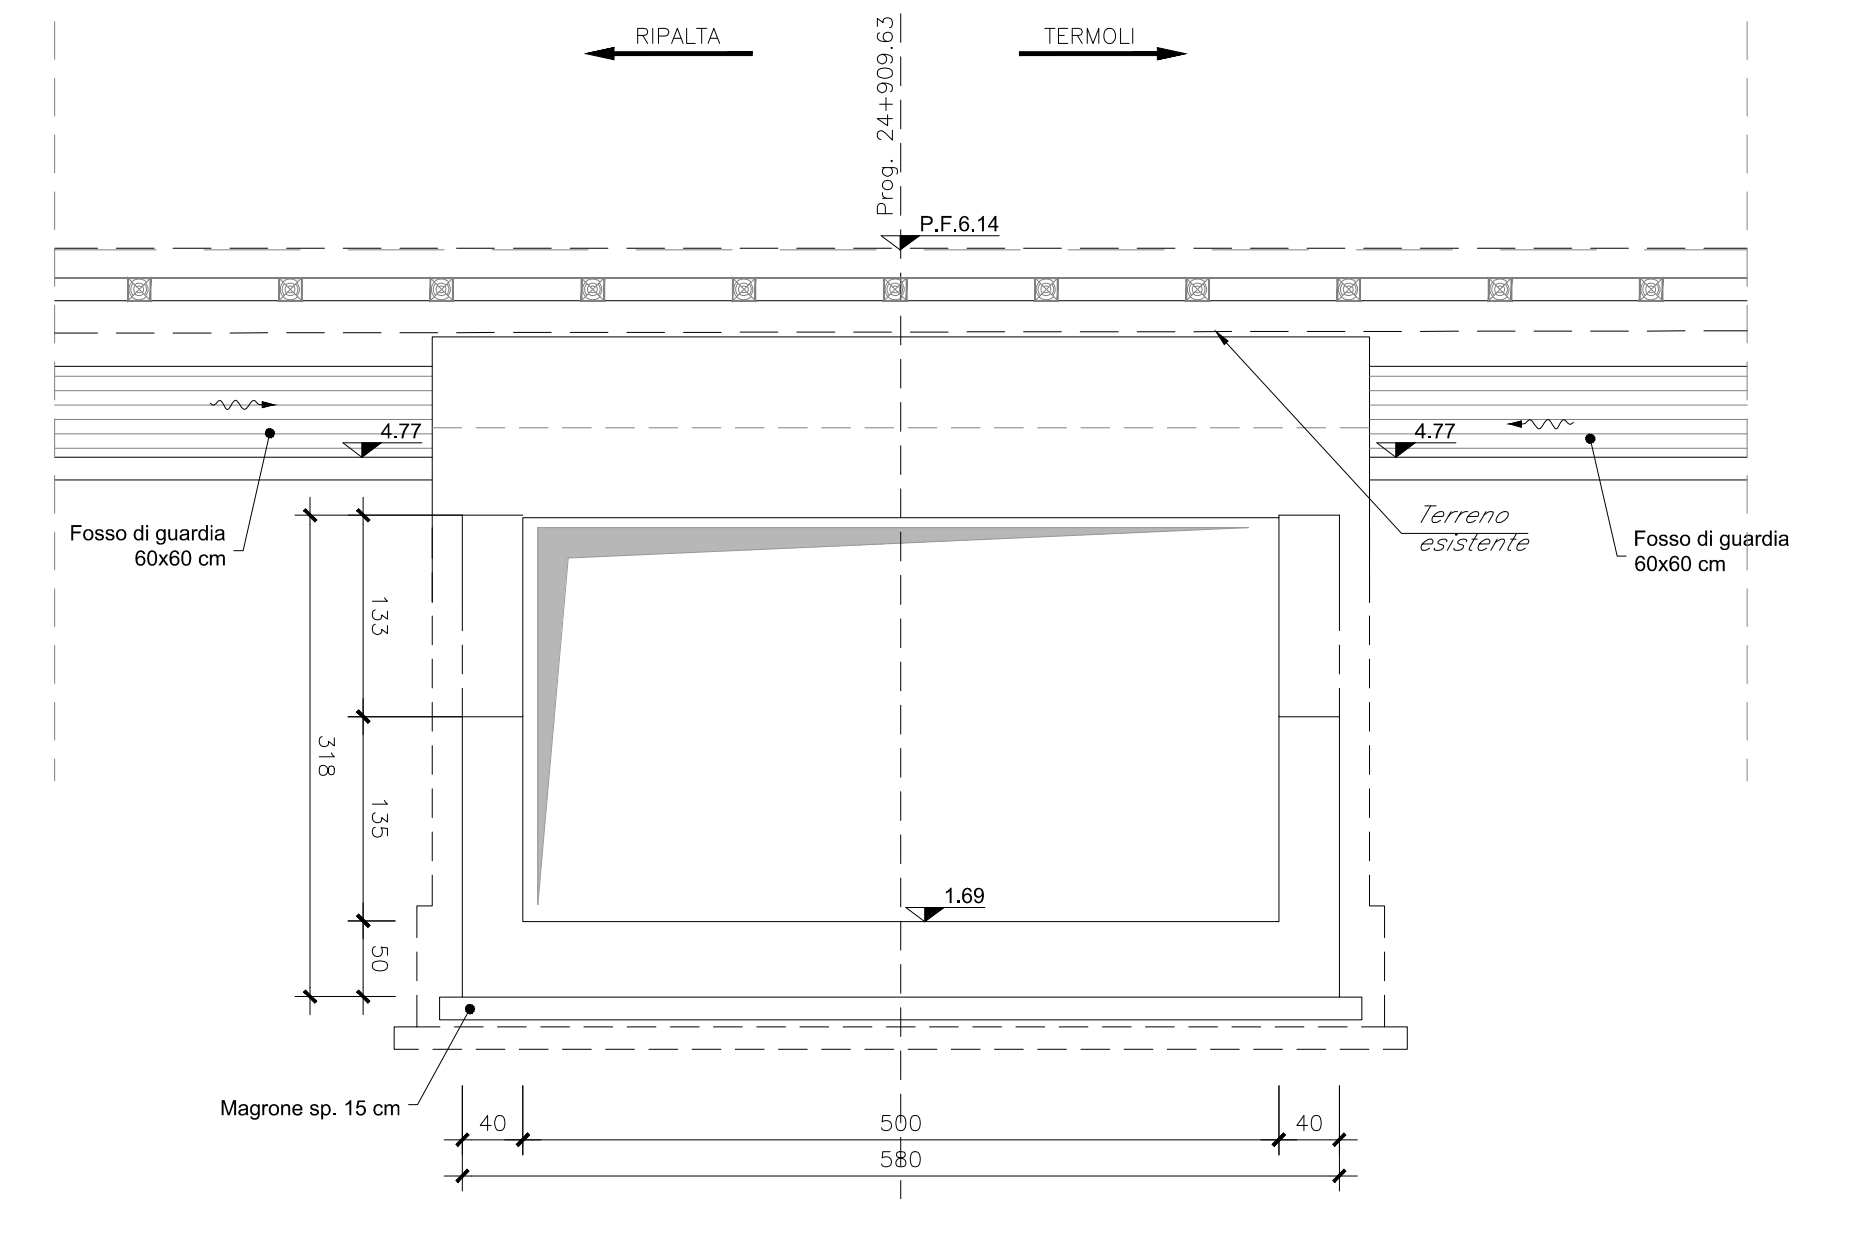 RIPALTA
TERMOLI
Prog. 24+909.63
P.F.6.14
4.77
4.77
Terreno
esistente
Fosso di guardia
60x60 cm
Fosso di guardia
60x60 cm
133
318
135
1.69
50
Magrone sp. 15 cm
40
500
40
580